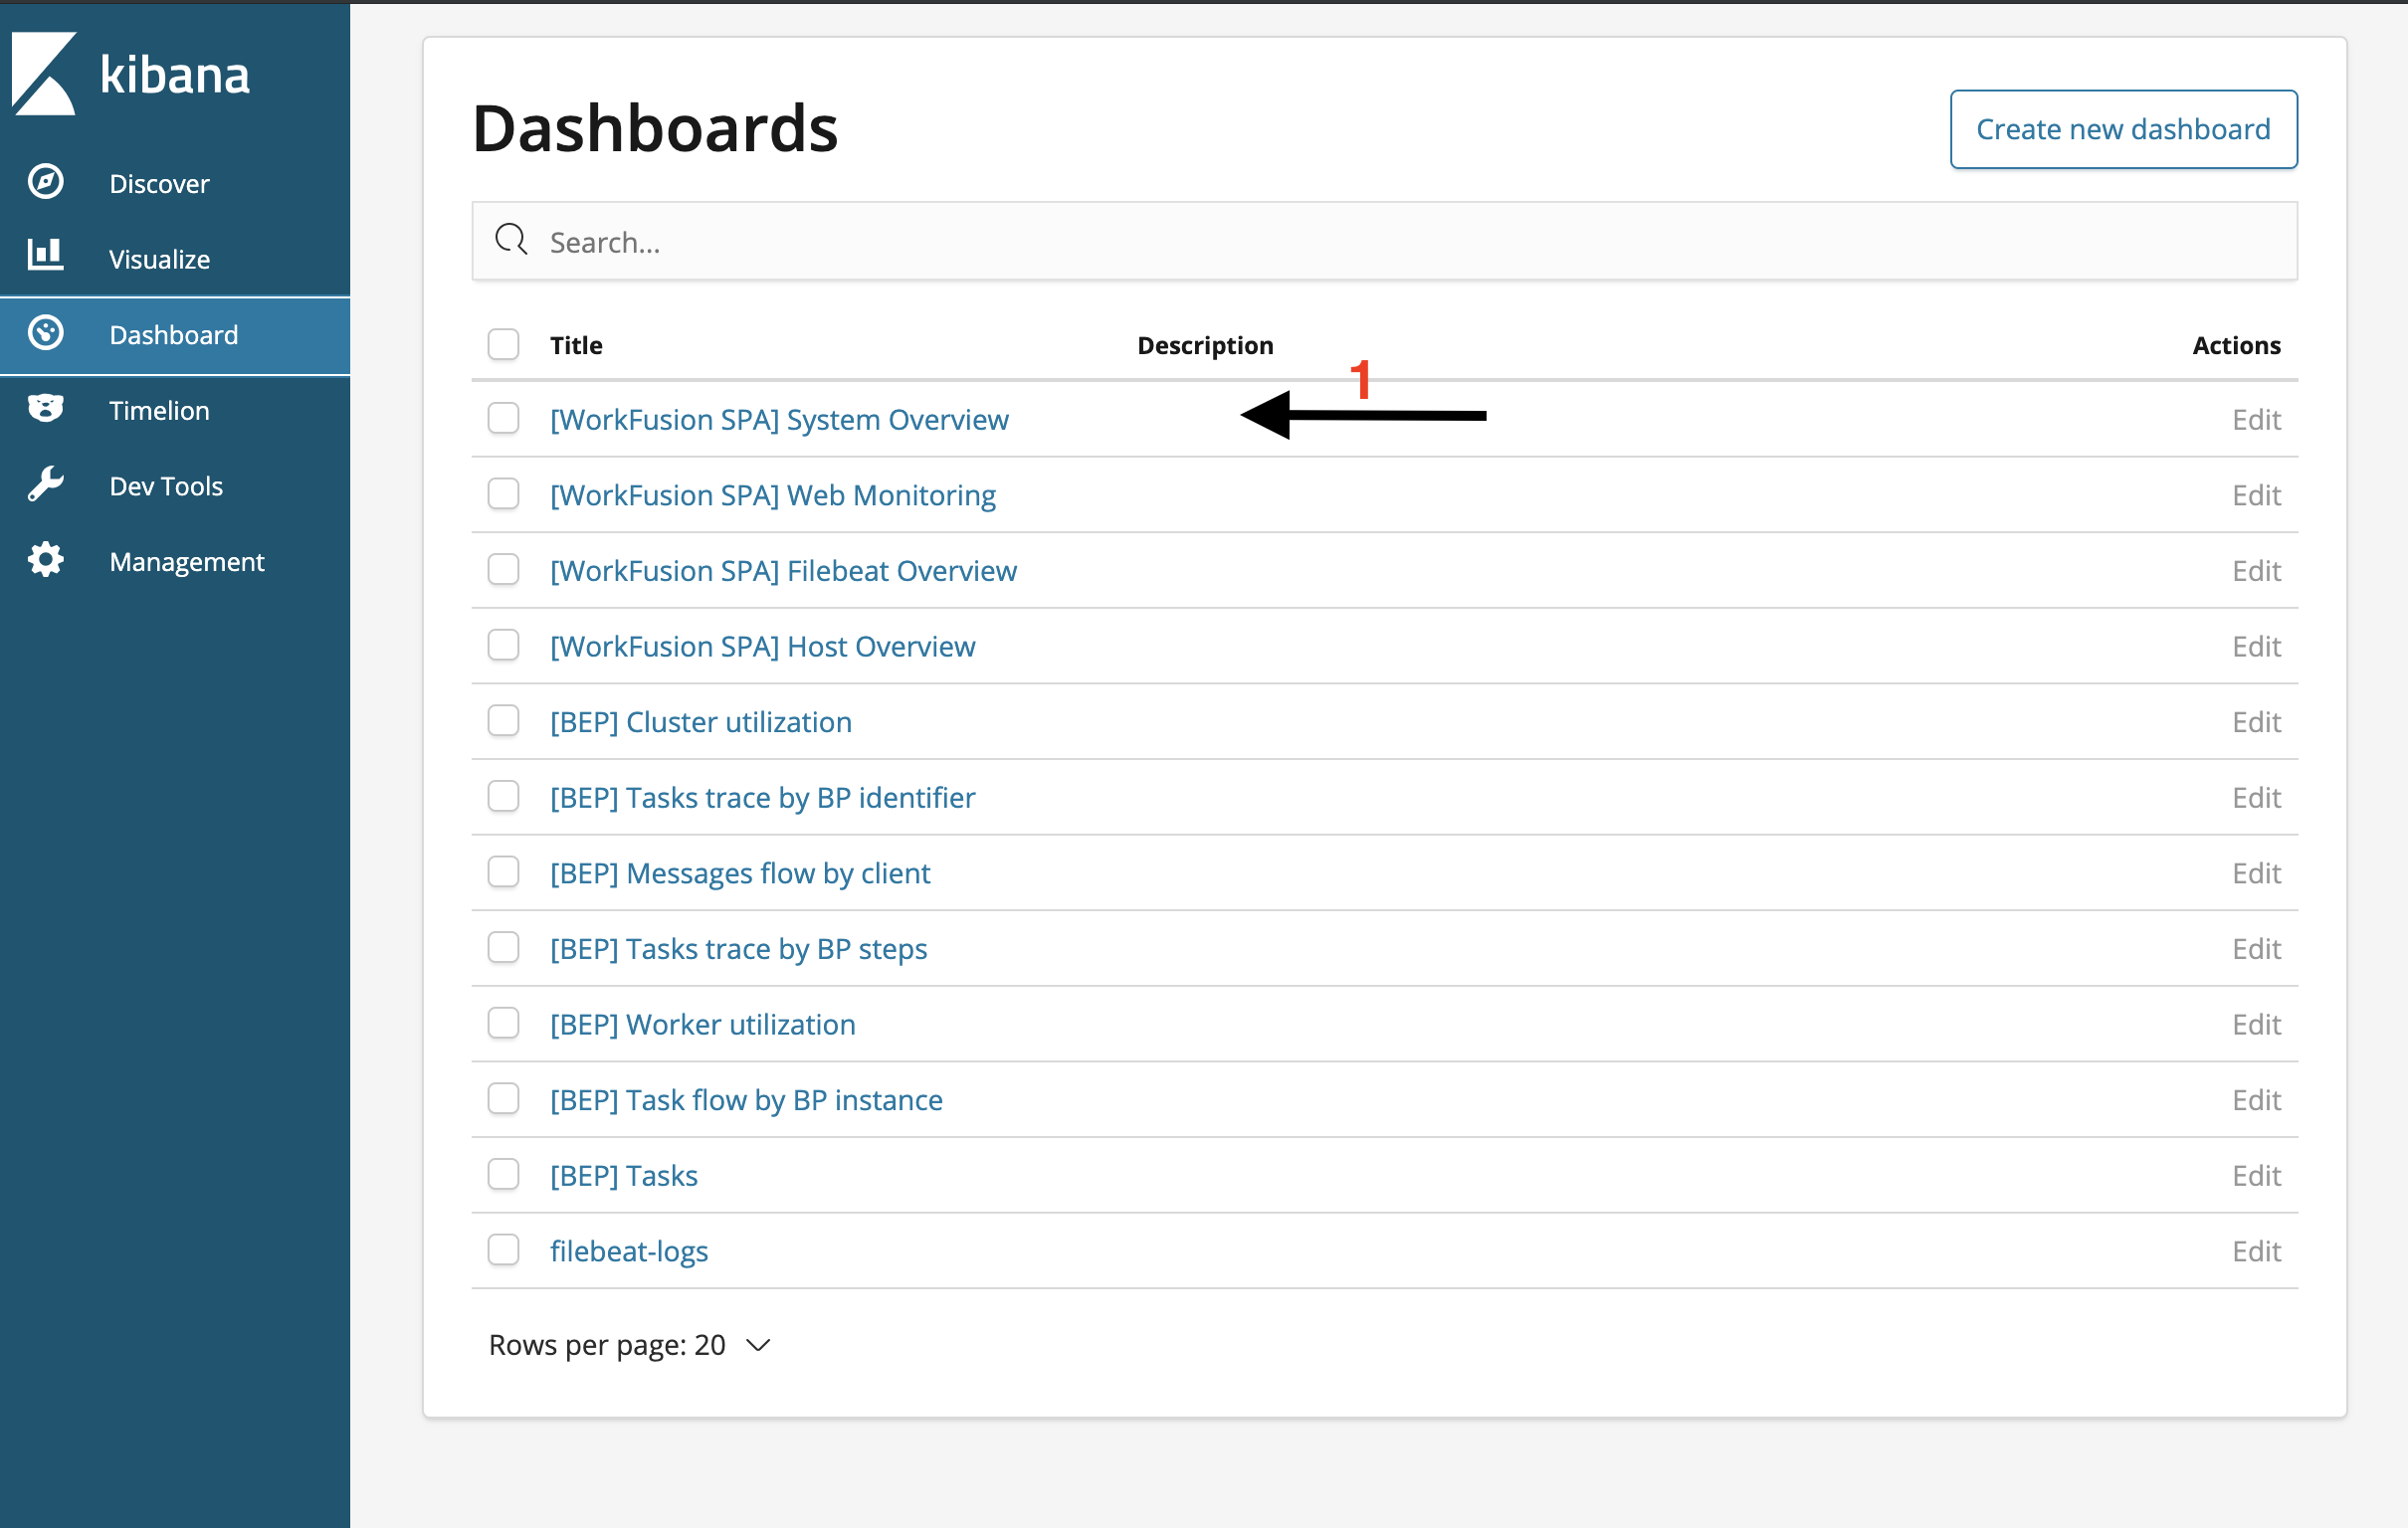 kibana
Discover
Visualize
Dashboard
Timelion
Dev Tools
Management
Dashboards
Create new dashboard
Search...
Title Description Actions
1
[WorkFusion SPA] System Overview Edit
[WorkFusion SPA] Web Monitoring Edit
[WorkFusion SPA] Filebeat Overview Edit
[WorkFusion SPA] Host Overview Edit
[BEP] Cluster utilization Edit
[BEP] Tasks trace by BP identifier Edit
[BEP] Messages flow by client Edit
[BEP] Tasks trace by BP steps Edit
[BEP] Worker utilization Edit
[BEP] Task flow by BP instance Edit
[BEP] Tasks Edit
filebeat-logs Edit
Rows per page: 20